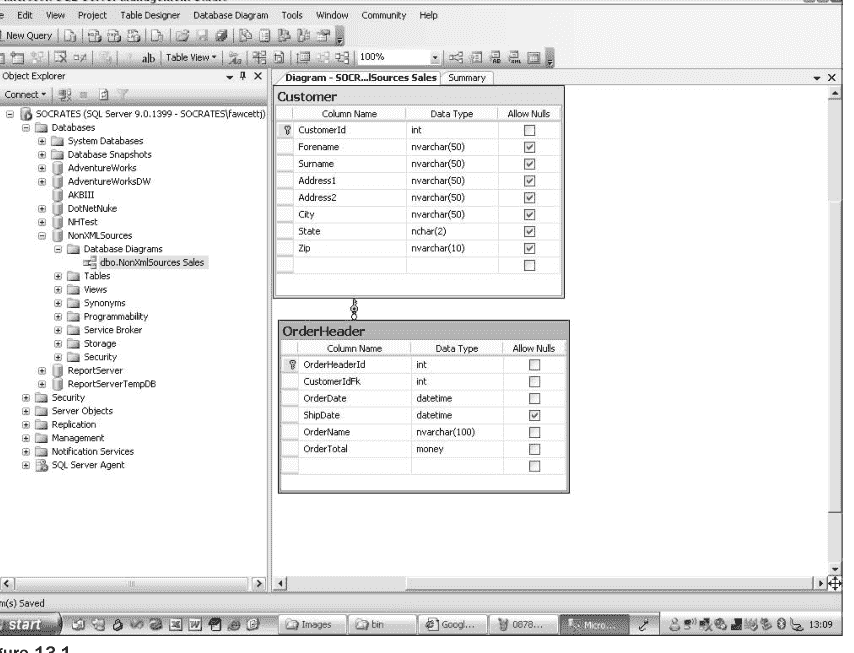 Edit View Project Table Designer Database Diagram Tools Window Community Help
New Query
alb Table View 100%
Object Explorer
Connect
SOCRATES (SQL Server 9.0.1399 - SOCRATES\fawcettj)
Databases
System Databases
Database Snapshots
AdventureWorks
AdventureWorksDW
AKBIII
DotNetNuke
NHTest
NonXMLSources
Database Diagrams
dbo.NonXmlSources Sales
Tables
Views
Synonyms
Programmability
Service Broker
Storage
Security
ReportServer
ReportServerTempDB
Security
Server Objects
Replication
Management
Notification Services
SQL Server Agent
Diagram - SOCR...lSources Sales Summary
Customer
Column Name Data Type Allow Nulls
CustomerId int
Forename nvarchar(50)
Surname nvarchar(50)
Address1 nvarchar(50)
Address2 nvarchar(50)
City nvarchar(50)
State nchar(2)
Zip nvarchar(10)
OrderHeader
Column Name Data Type Allow Nulls
OrderHeaderId int
CustomerIdFk int
OrderDate datetime
ShipDate datetime
OrderName nvarchar(100)
OrderTotal money
m(s) Saved
start Images bin Googl... 0878... Micro... 13:09